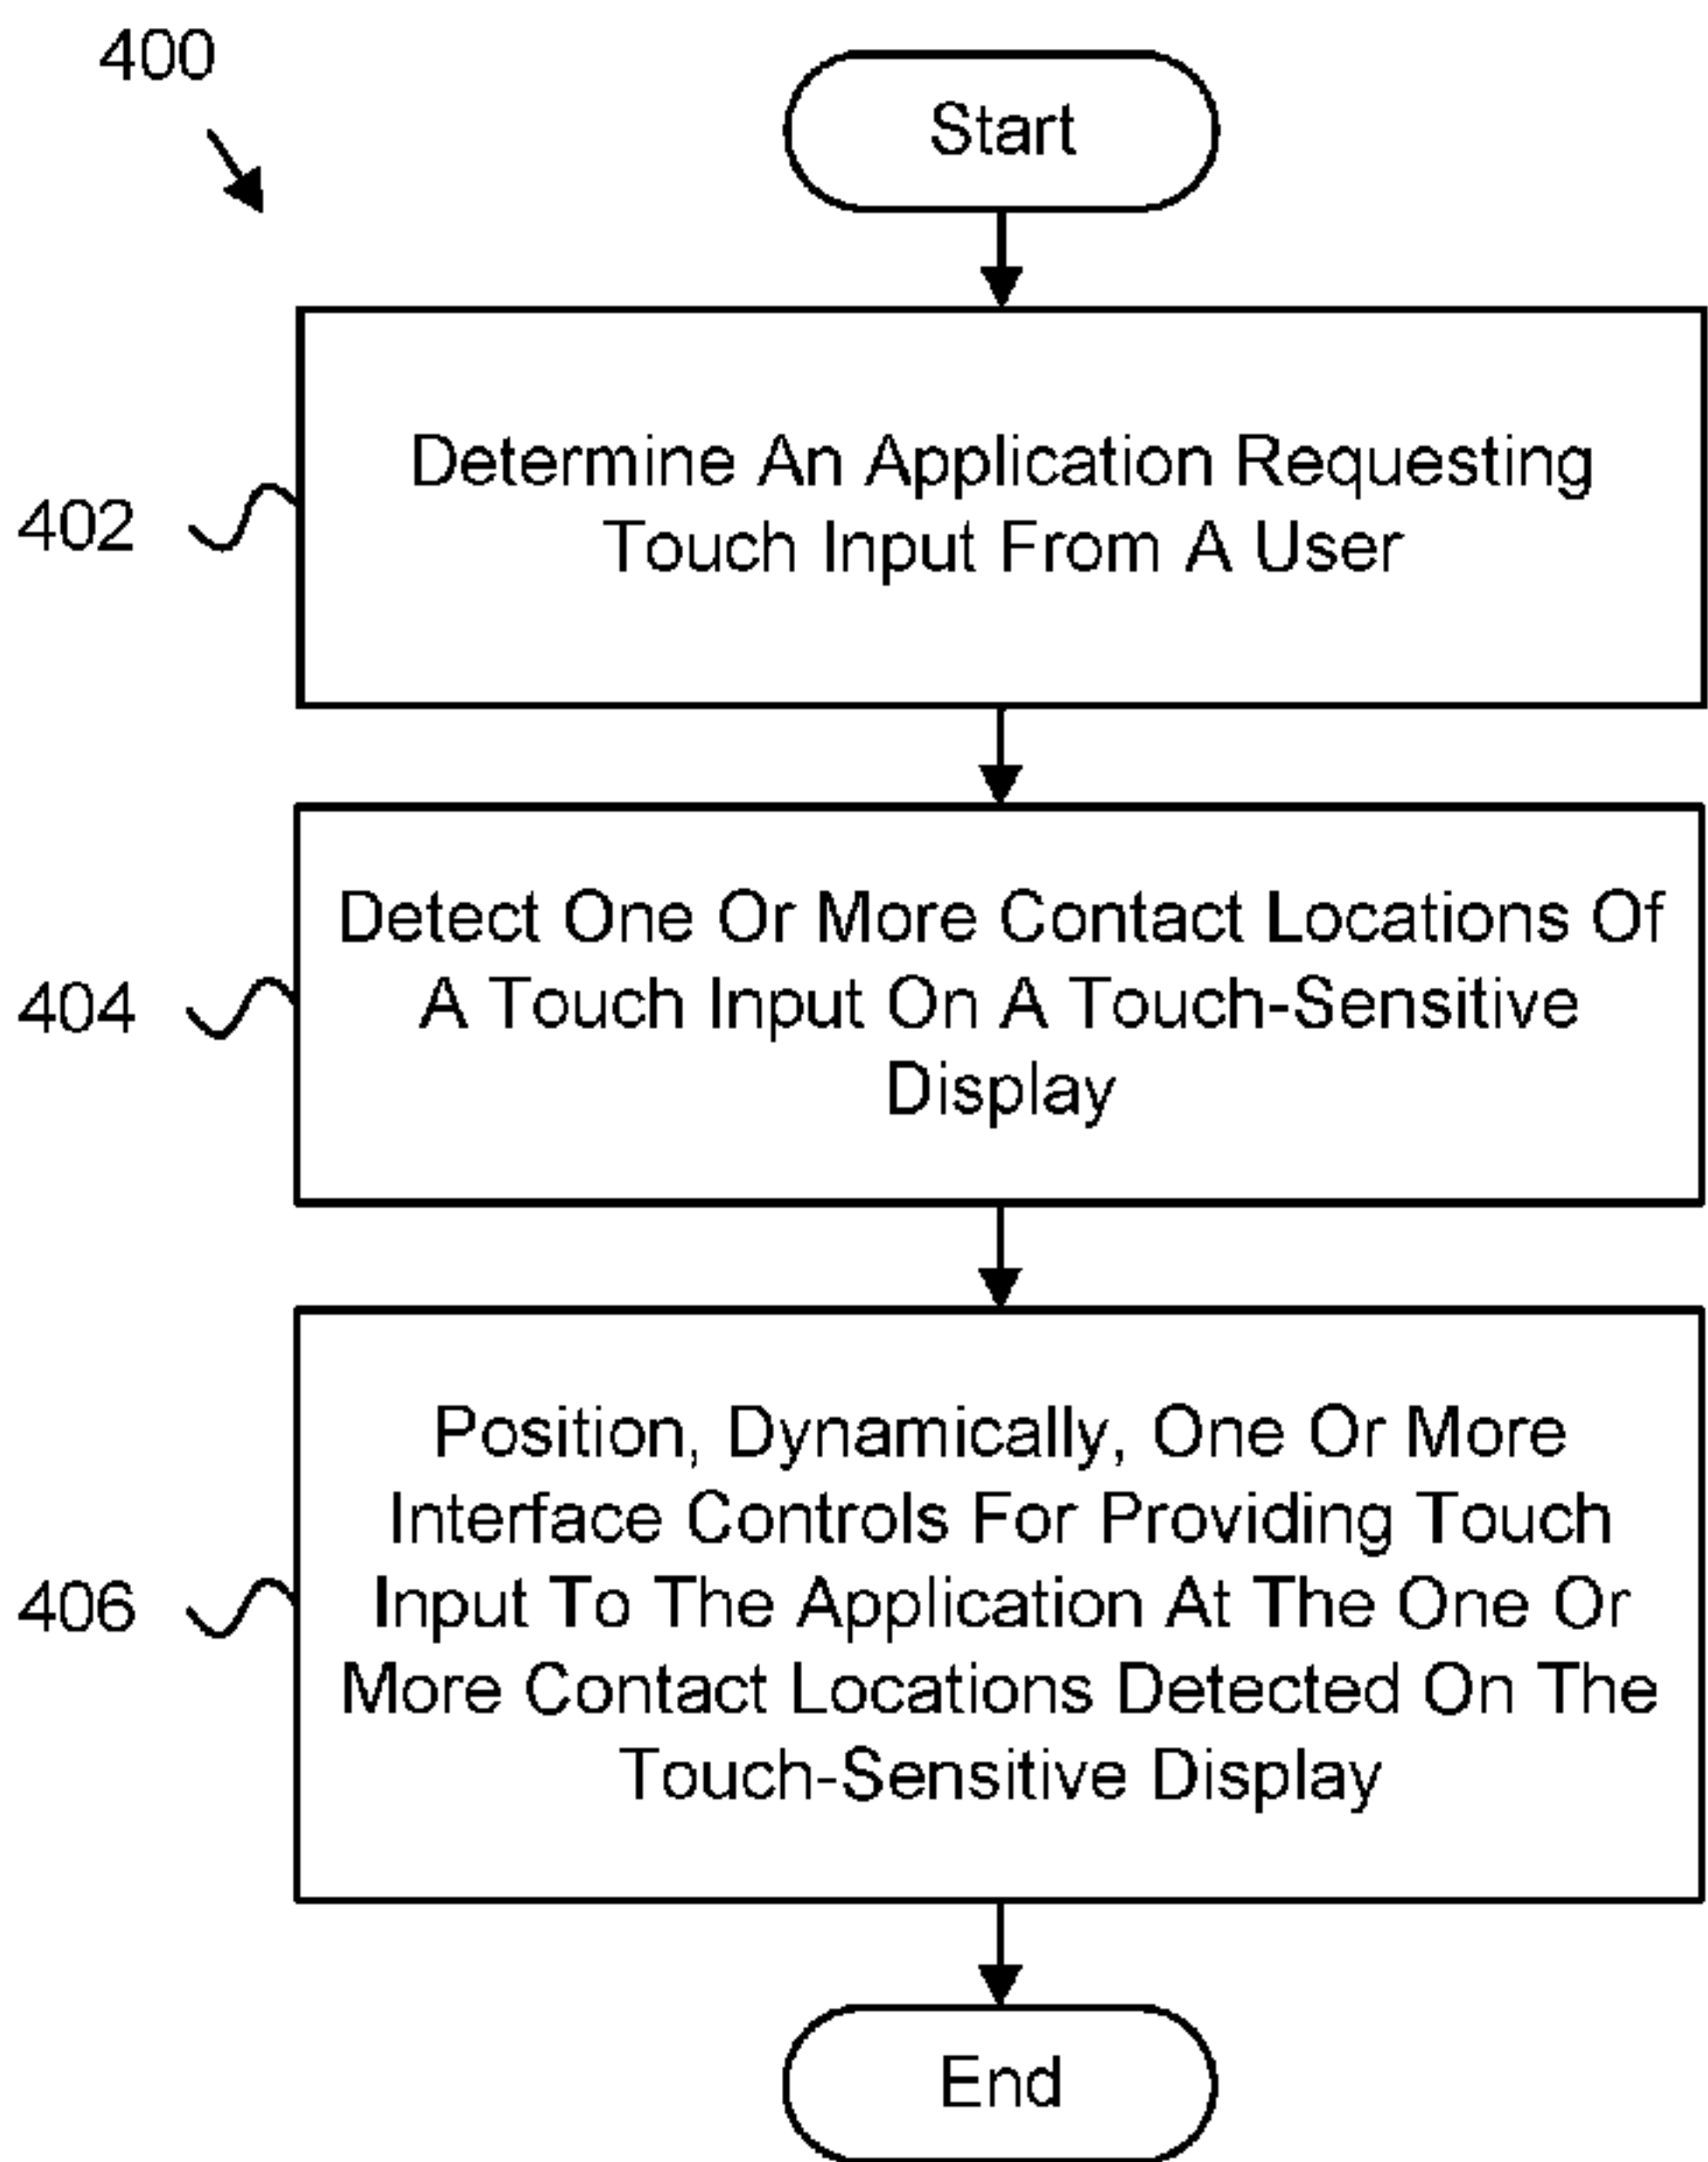 400
Start
Determine An Application Requesting
Touch Input From A User
402
Detect One Or More Contact Locations Of
A Touch Input On A Touch-Sensitive
Display
404
Position, Dynamically, One Or More
Interface Controls For Providing Touch
Input To The Application At The One Or
More Contact Locations Detected On The
Touch-Sensitive Display
406
End